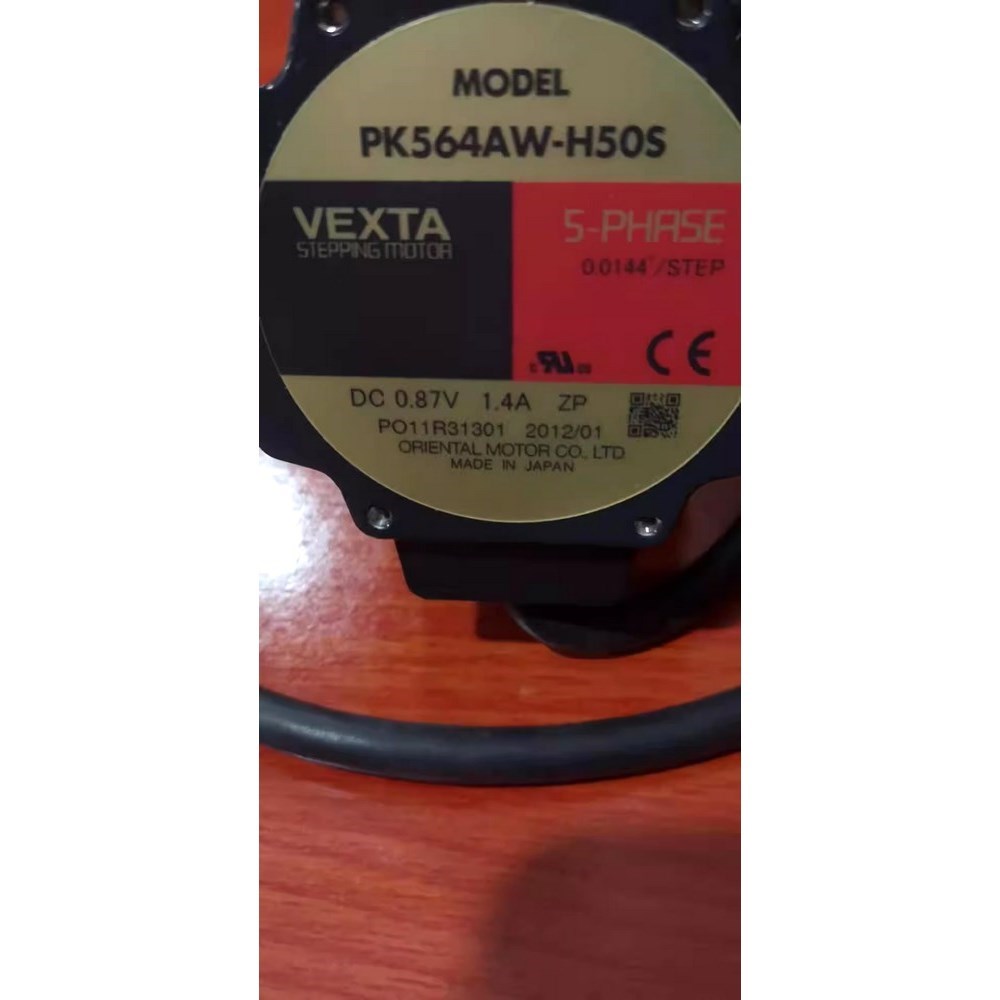 MODEL
PK564AW-H50S
VEXTA
STEPPING MOTOR
5-PHASE
0.0144°/STEP
CE
DC 0.87V 1.4A ZP
PO11R31301 2012/01
ORIENTAL MOTOR CO., LTD
MADE IN JAPAN